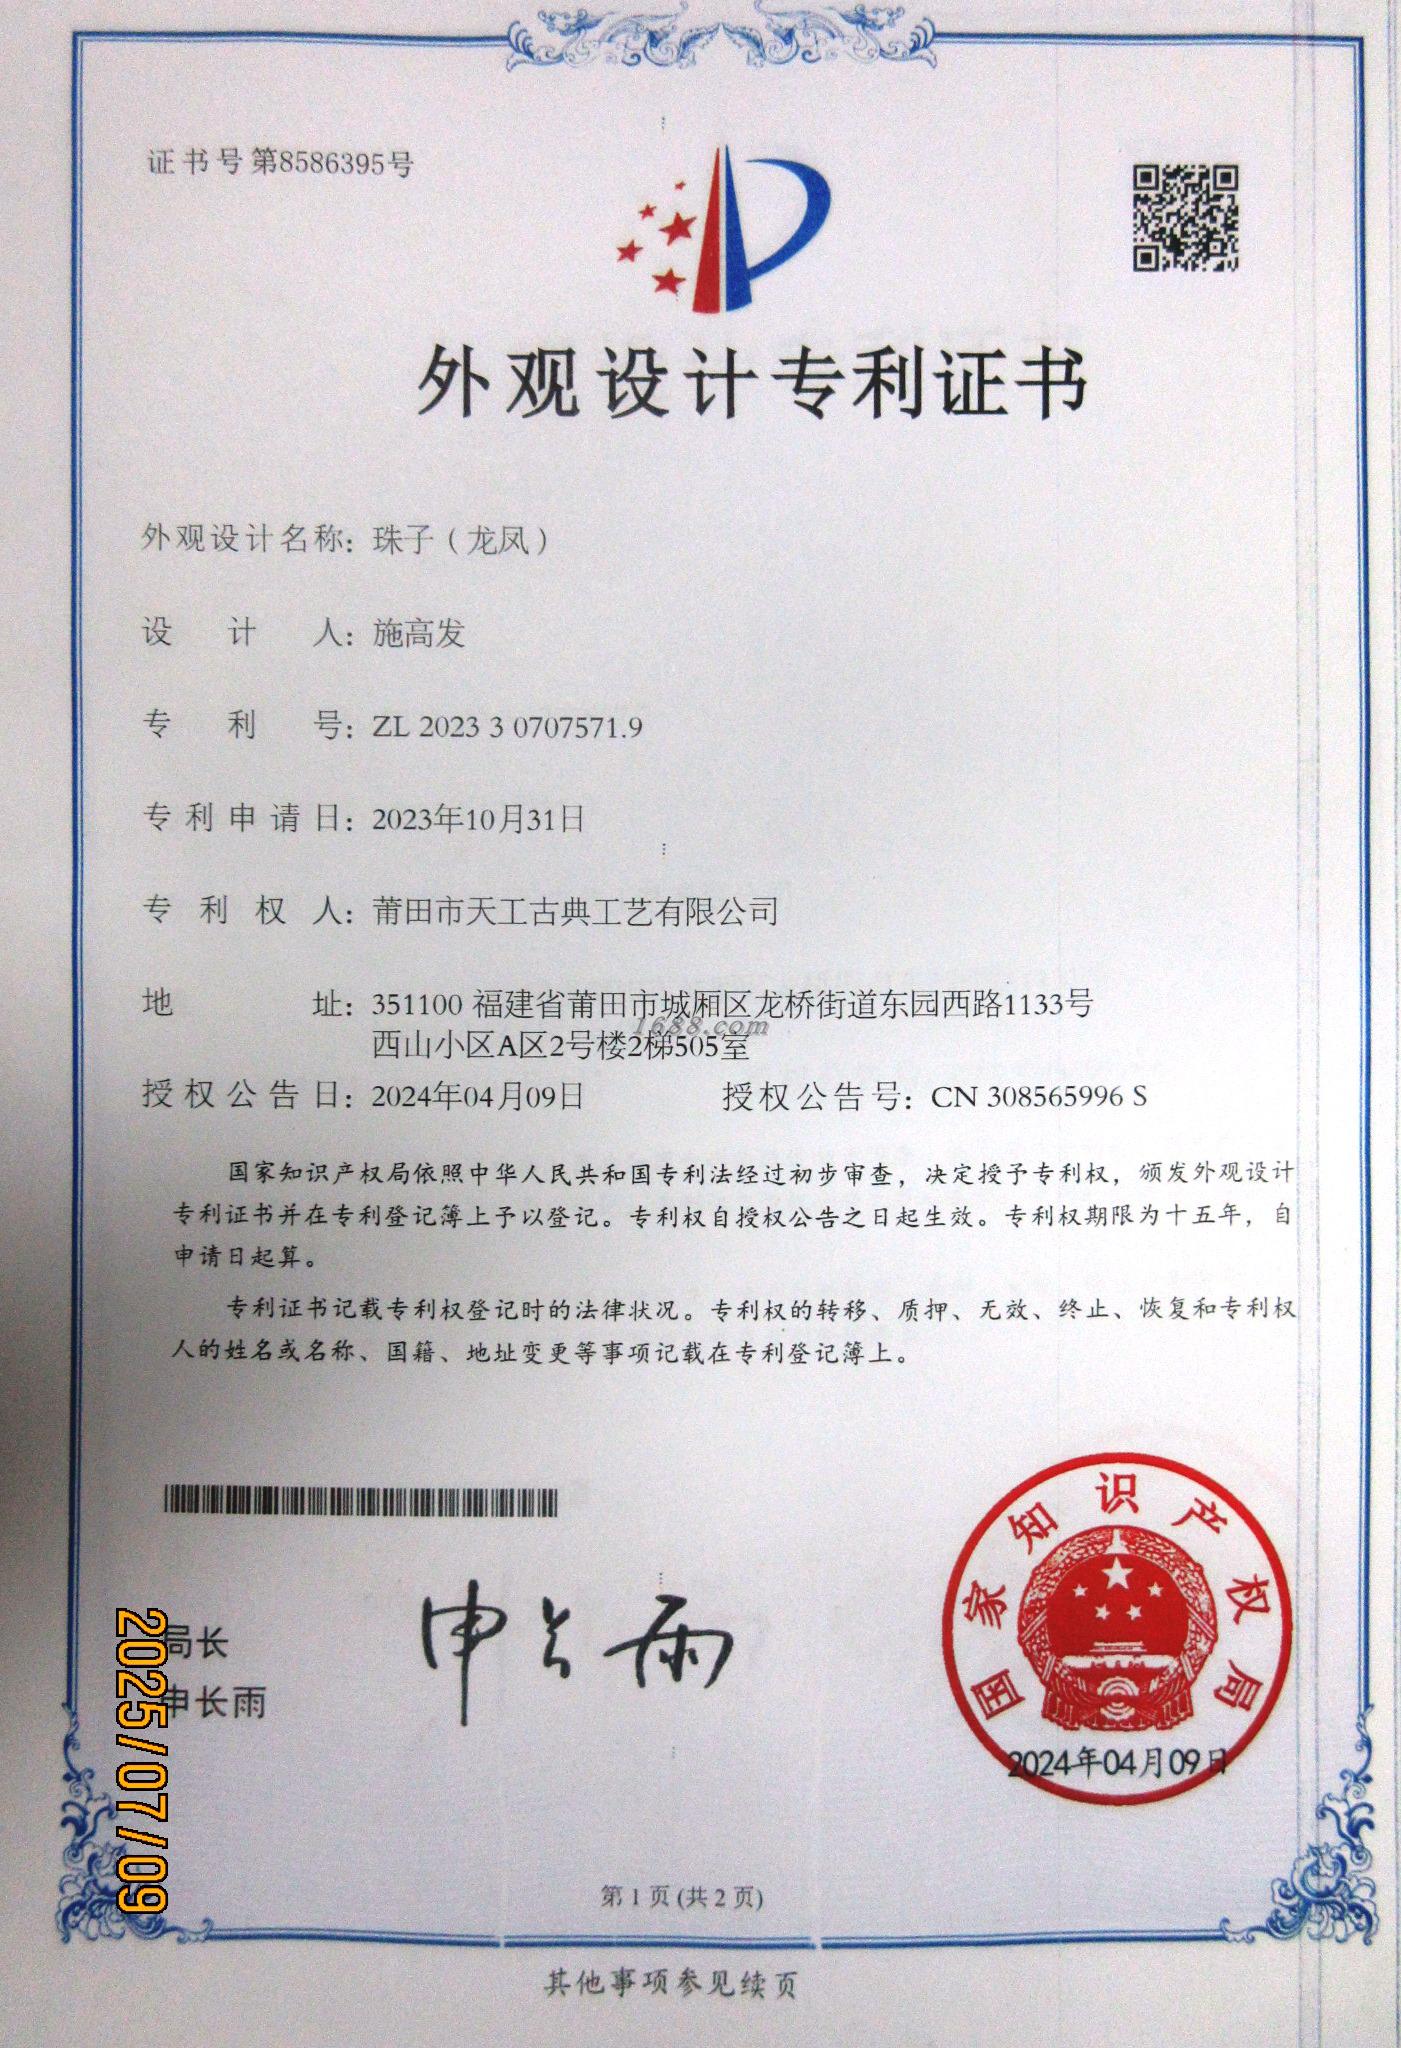 证书号第8586395号
外观设计专利证书
外观设计名称：珠子（龙凤）
设计人：施高发
专利号：ZL 2023 3 0707571.9
专利申请日：2023年10月31日
专利权人：莆田市天工古典工艺有限公司
地址：351100 福建省莆田市城厢区龙桥街道东园西路1133号
1688.com
西山小区A区2号楼2梯505室
授权公告日：2024年04月09日 授权公告号：CN 308565996 S
国家知识产权局依照中华人民共和国专利法经过初步审查，决定授予专利权，颁发外观设计
专利证书并在专利登记簿上予以登记。专利权自授权公告之日起生效。专利权期限为十五年，自
申请日起算。
专利证书记载专利权登记时的法律状况。专利权的转移、质押、无效、终止、恢复和专利权
人的姓名或名称、国籍、地址变更等事项记载在专利登记簿上。
局长
申长雨
申长雨
国家知识产权局
2024年04月09日
2025/07/09
第1页(共2页)
其他事项参见续页